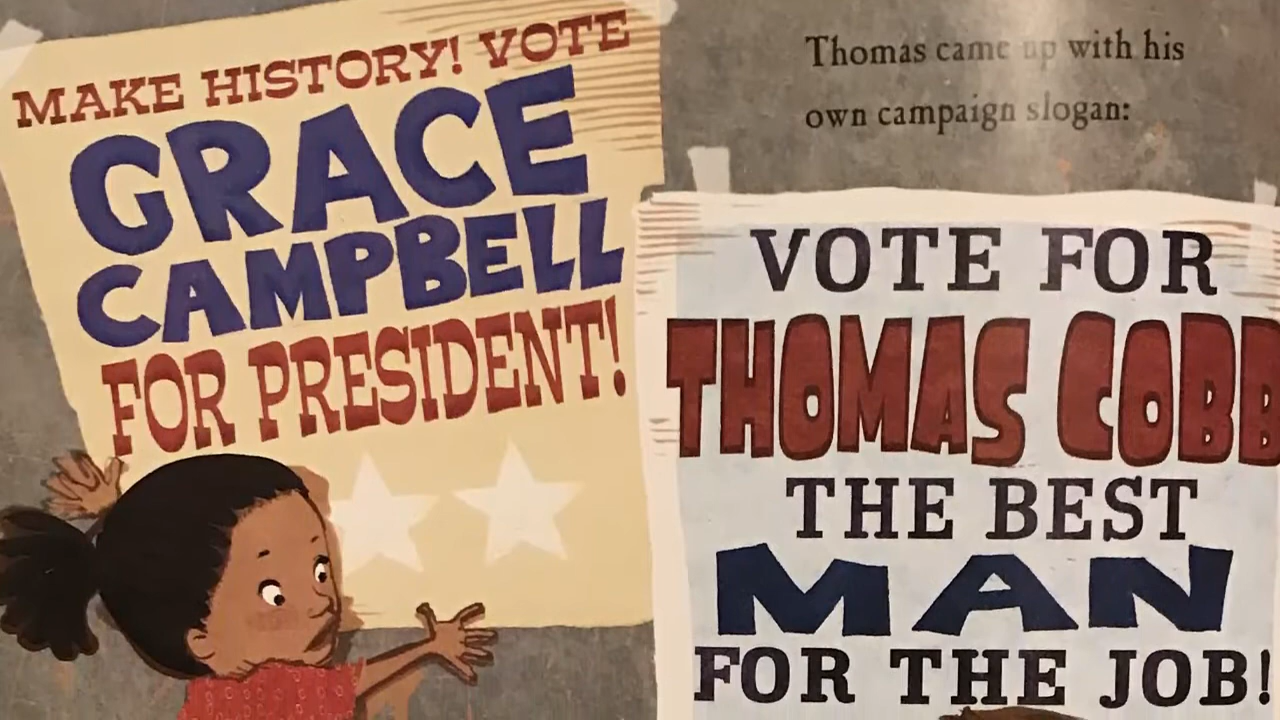 MAKE HISTORY! VOTE
GRACE
CAMPBELL
FOR PRESIDENT!
Thomas came up with his
own campaign slogan:
VOTE FOR
THOMAS COBB
THE BEST
MAN
FOR THE JOB!